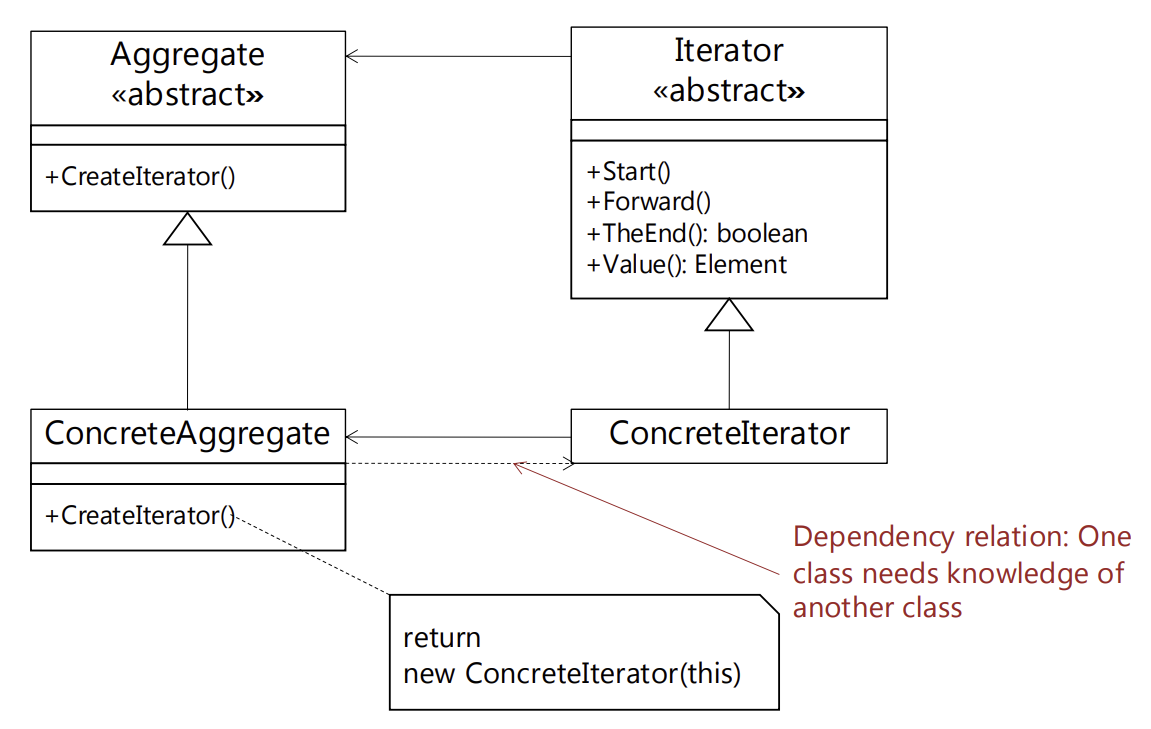 Aggregate
«abstract»
+CreateIterator()
Iterator
«abstract»
+Start()
+Forward()
+TheEnd(): boolean
+Value(): Element
ConcreteAggregate
+CreateIterator()
ConcreteIterator
Dependency relation: One
class needs knowledge of
another class
return
new ConcreteIterator(this)